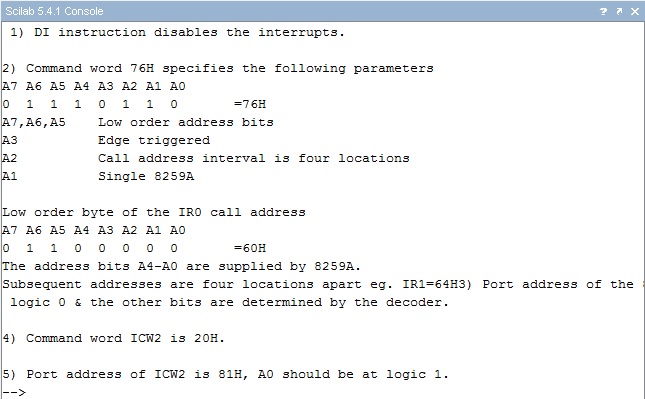 Scilab 5.4.1 Console
1) DI instruction disables the interrupts.
2) Command word 76H specifies the following parameters
A7 A6 A5 A4 A3 A2 A1 A0
0 1 1 1 0 1 1 0 =76H
A7,A6,A5 Low order address bits
A3 Edge triggered
A2 Call address interval is four locations
A1 Single 8259A
Low order byte of the IR0 call address
A7 A6 A5 A4 A3 A2 A1 A0
0 1 1 0 0 0 0 0 =60H
The address bits A4-A0 are supplied by 8259A.
Subsequent addresses are four locations apart eg. IR1=64H3) Port address of the
logic 0 & the other bits are determined by the decoder.
4) Command word ICW2 is 20H.
5) Port address of ICW2 is 81H, A0 should be at logic 1.
-->